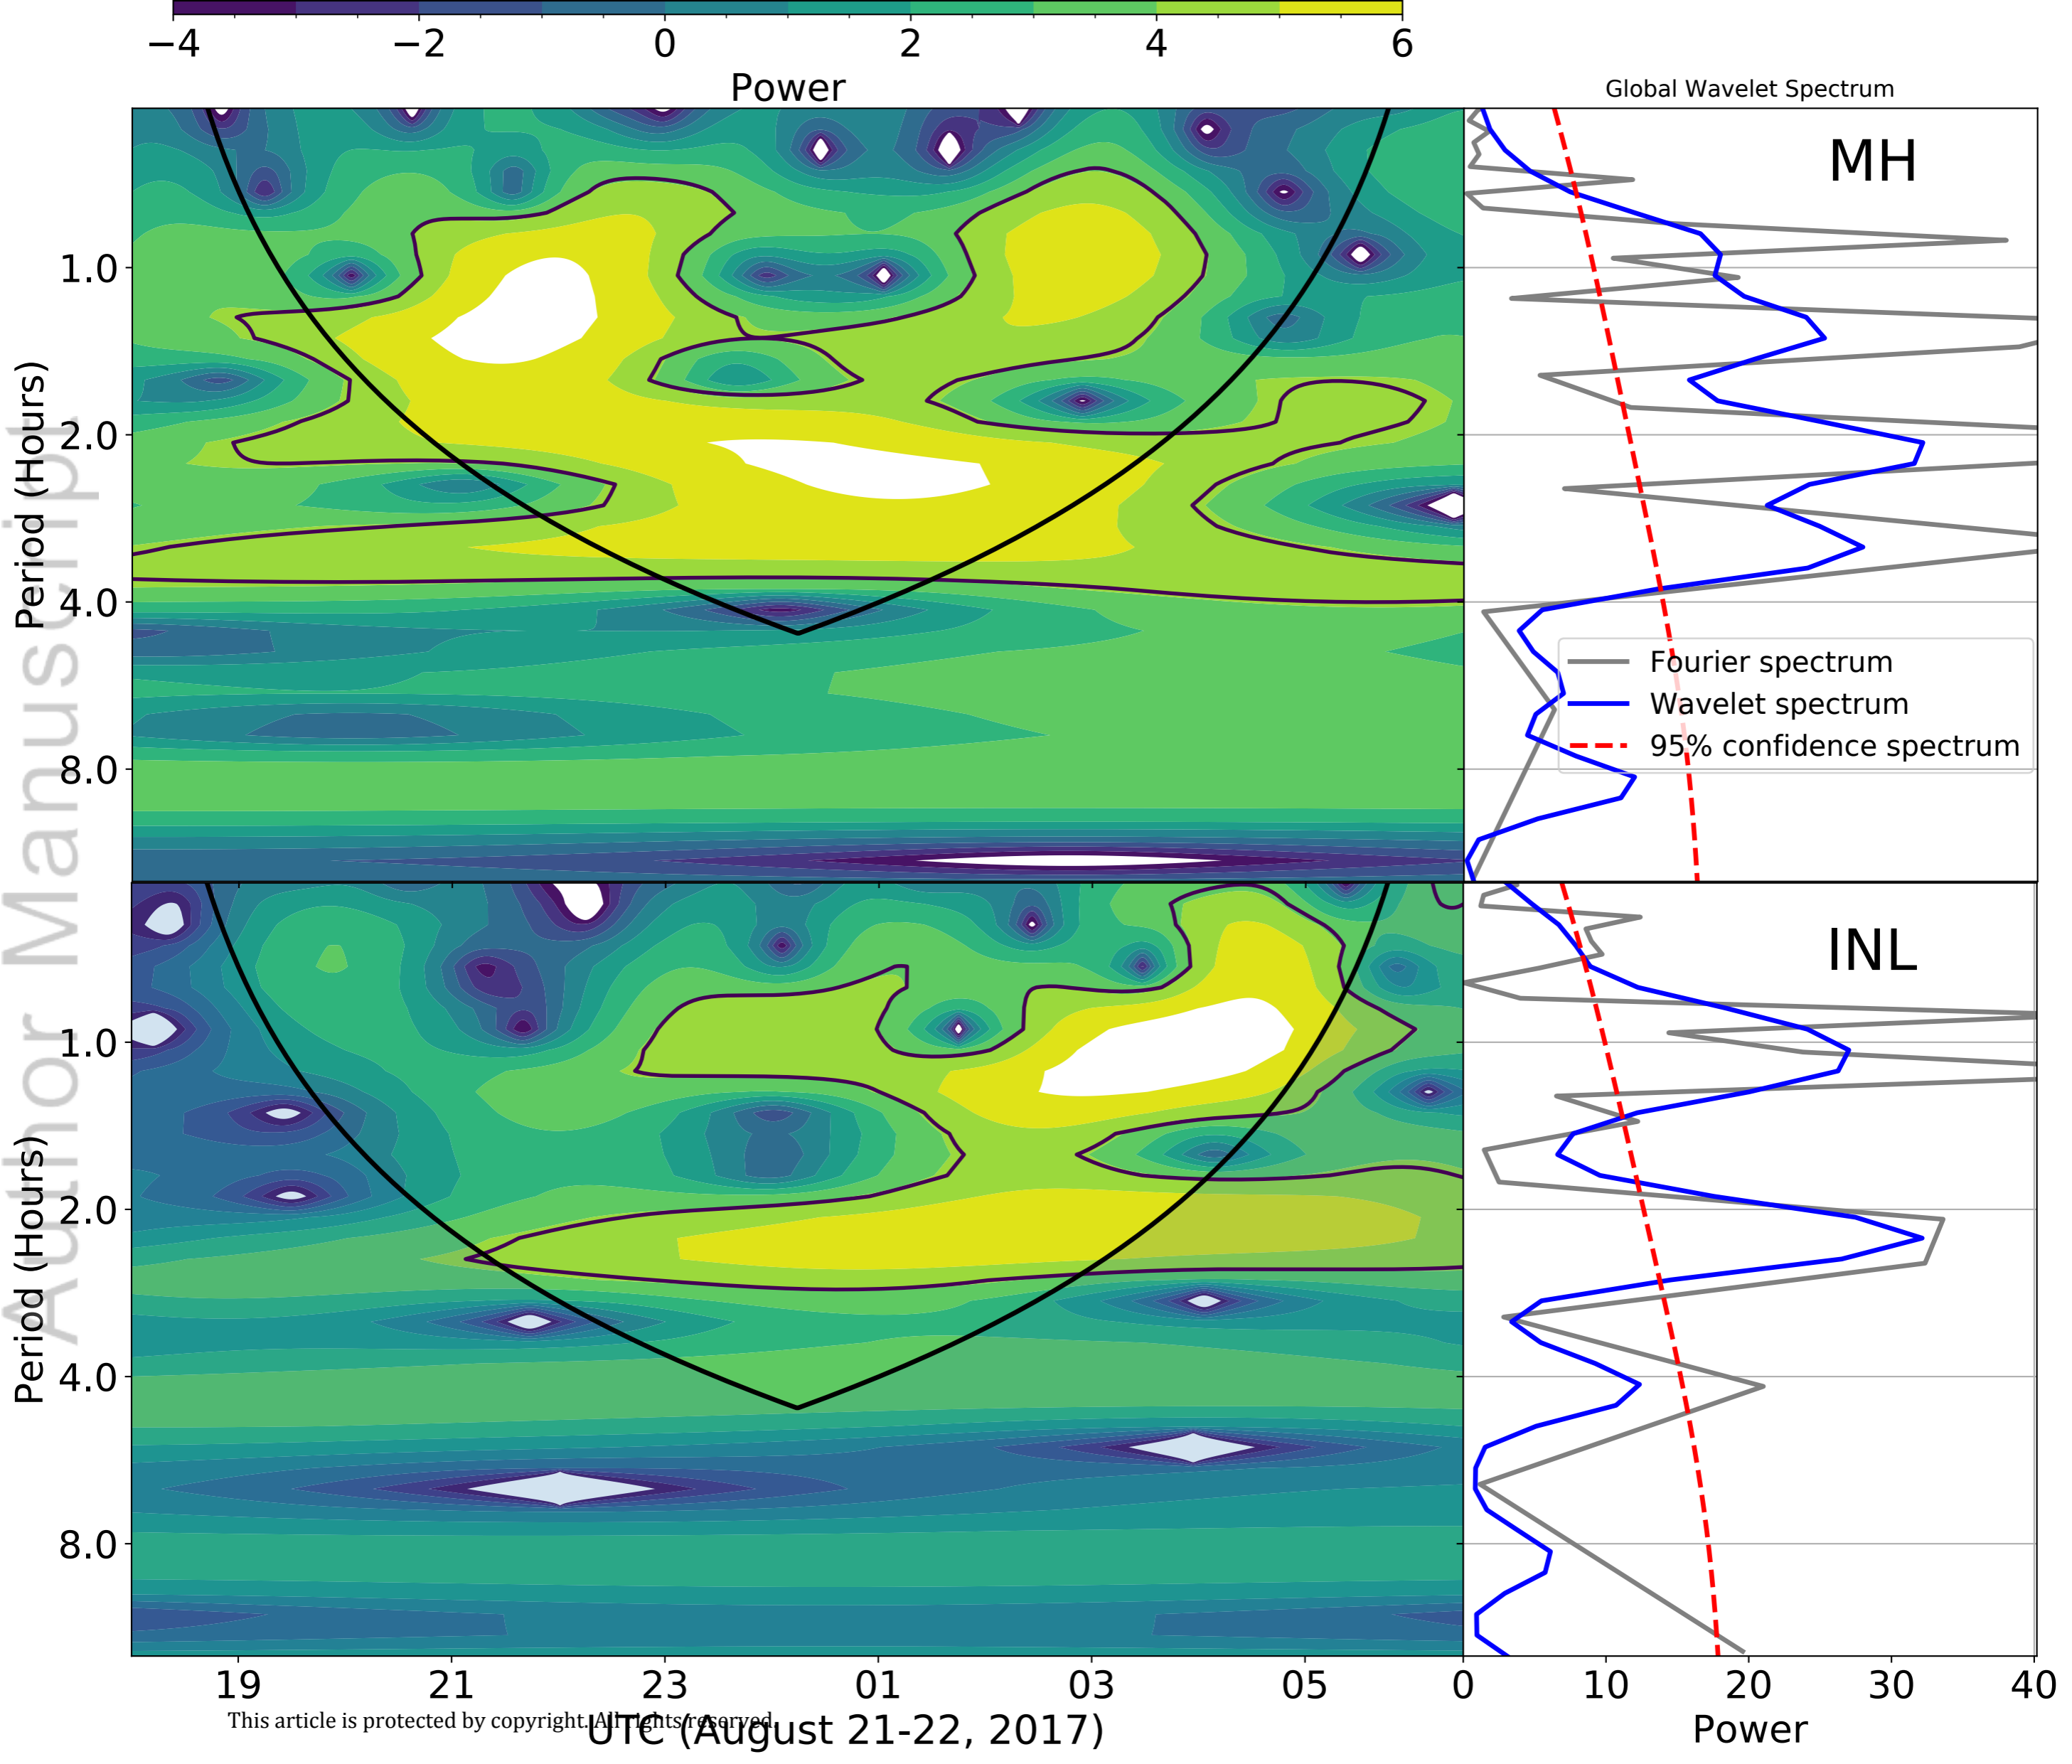 −4 −2 0 2 4 6
Power
Global Wavelet Spectrum
MH
1.0
2.0
4.0
8.0
Period (Hours)
Fourier spectrum
Wavelet spectrum
95% confidence spectrum
INL
1.0
2.0
4.0
8.0
Period (Hours)
Author Manuscript
19 21 23 01 03 05
0 10 20 30 40
This article is protected by copyright. All rights reserved.
UTC (August 21-22, 2017)
Power